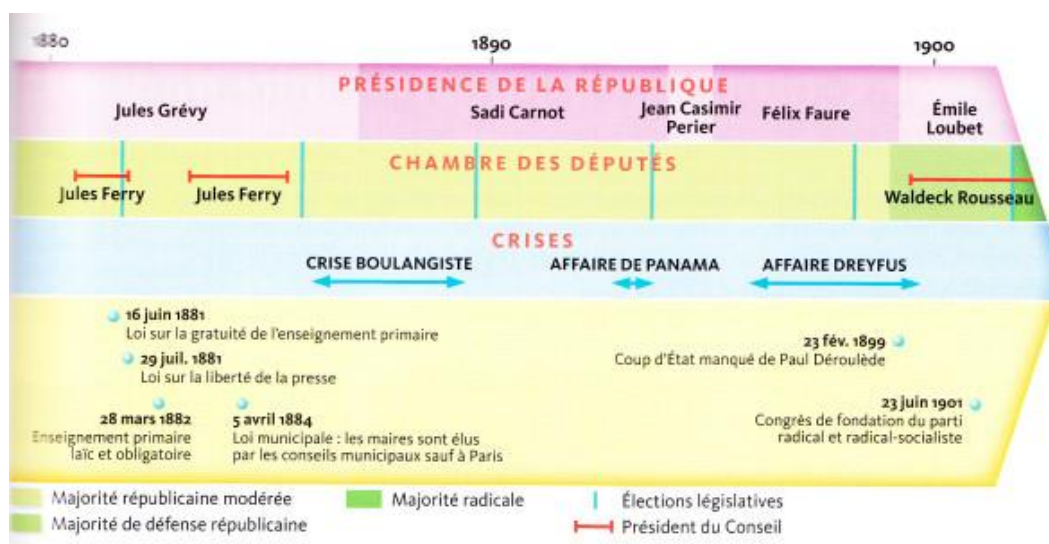 1880
1890
1900
PRÉSIDENCE DE LA RÉPUBLIQUE
Jules Grévy
Sadi Carnot
Jean Casimir
Perier
Félix Faure
Émile
Loubet
CHAMBRE DES DÉPUTÉS
Jules Ferry
Jules Ferry
Waldeck Rousseau
CRISES
CRISE BOULANGISTE
AFFAIRE DE PANAMA
AFFAIRE DREYFUS
16 juin 1881
Loi sur la gratuité de l'enseignement primaire
29 juil. 1881
Loi sur la liberté de la presse
28 mars 1882
Enseignement primaire
laïc et obligatoire
5 avril 1884
Loi municipale : les maires sont élus
par les conseils municipaux sauf à Paris
23 fév. 1899
Coup d'État manqué de Paul Déroulède
23 juin 1901
Congrès de fondation du parti
radical et radical-socialiste
Majorité républicaine modérée
Majorité radicale
Élections législatives
Majorité de défense républicaine
Président du Conseil